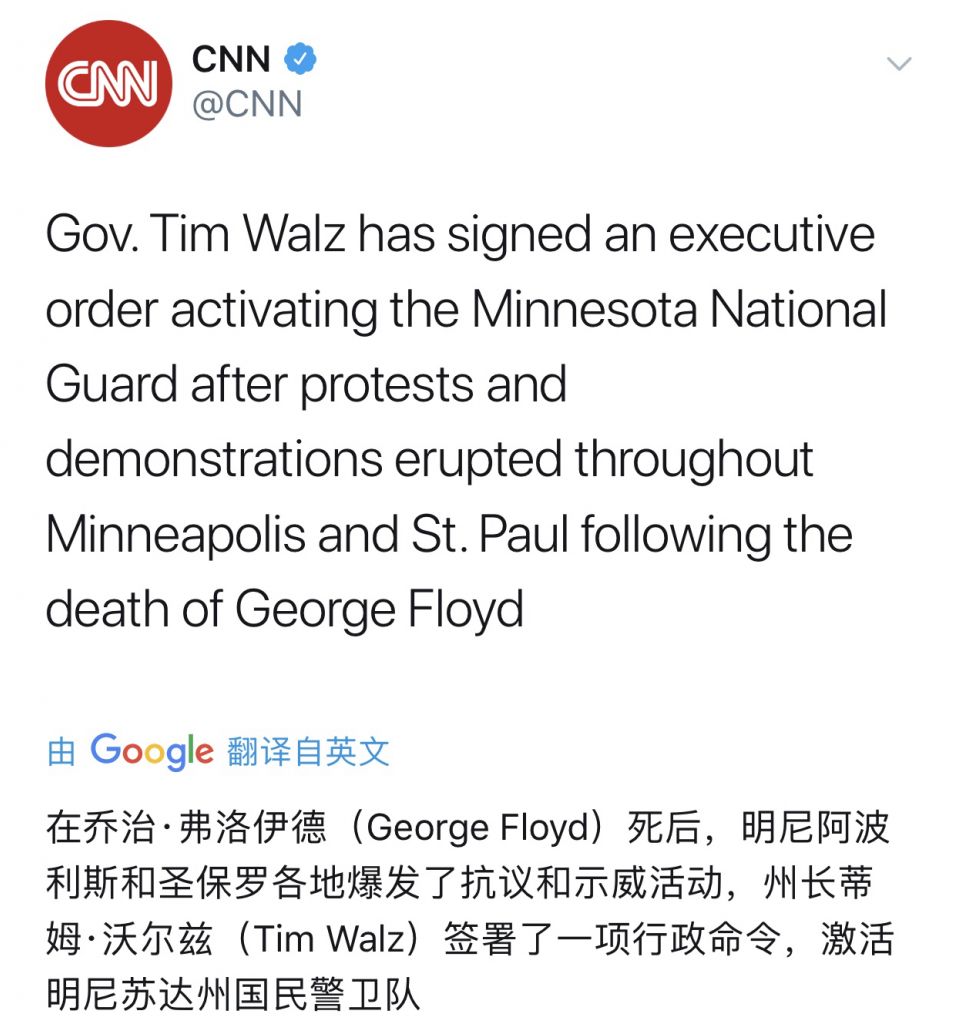 CNN
CNN
@CNN
Gov. Tim Walz has signed an executive
order activating the Minnesota National
Guard after protests and
demonstrations erupted throughout
Minneapolis and St. Paul following the
death of George Floyd
由 Google 翻译自英文
在乔治·弗洛伊德（George Floyd）死后，明尼阿波
利斯和圣保罗各地爆发了抗议和示威活动，州长蒂
姆·沃尔兹（Tim Walz）签署了一项行政命令，激活
明尼苏达州国民警卫队